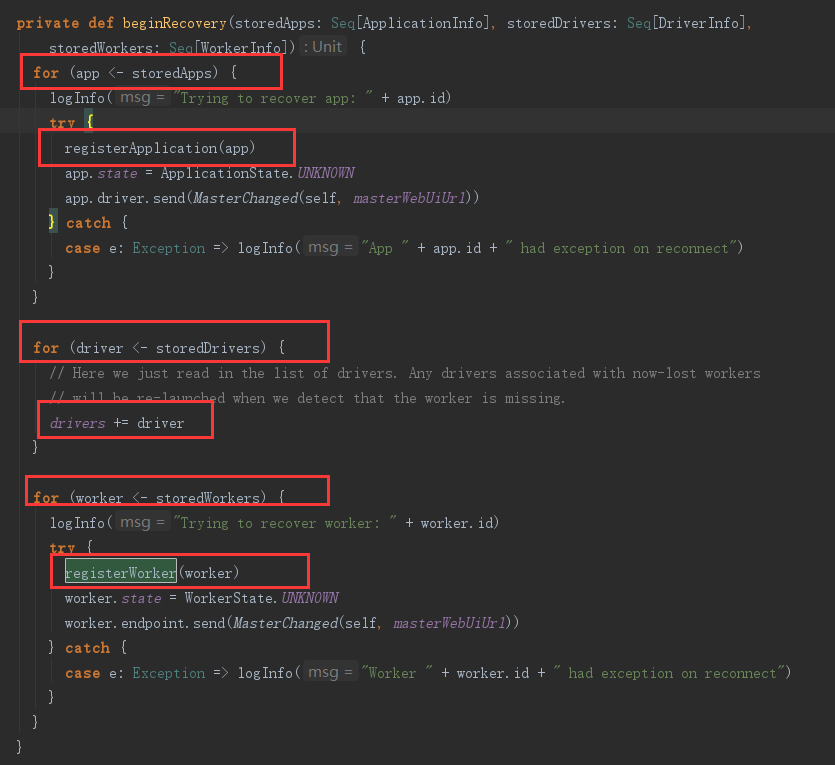 private def beginRecovery(storedApps: Seq[ApplicationInfo], storedDrivers: Seq[DriverInfo],
storedWorkers: Seq[WorkerInfo]) : Unit {
for (app <- storedApps) {
logInfo( msg = "Trying to recover app: " + app.id)
try {
registerApplication(app)
app.state = ApplicationState.UNKNOWN
app.driver.send(MasterChanged(self, masterWebUiUrl))
} catch {
case e: Exception => logInfo( msg = "App " + app.id + " had exception on reconnect")
}
}
for (driver <- storedDrivers) {
// Here we just read in the list of drivers. Any drivers associated with now-lost workers
// will be re-launched when we detect that the worker is missing.
drivers += driver
}
for (worker <- storedWorkers) {
logInfo( msg = "Trying to recover worker: " + worker.id)
try {
registerWorker(worker)
worker.state = WorkerState.UNKNOWN
worker.endpoint.send(MasterChanged(self, masterWebUiUrl))
} catch {
case e: Exception => logInfo( msg = "Worker " + worker.id + " had exception on reconnect")
}
}
}